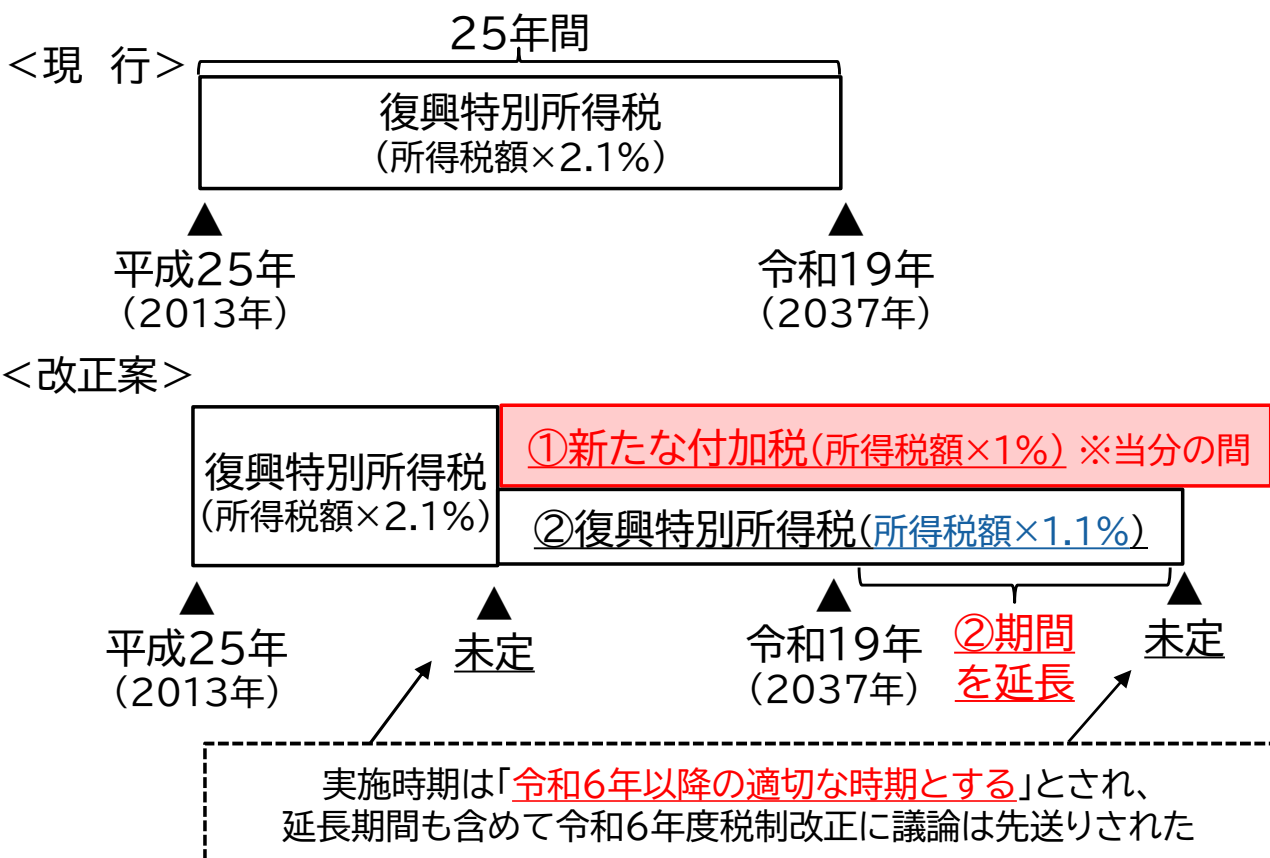 25年間
＜現 行＞
復興特別所得税
（所得税額×2.1%）
▲
▲
平成25年
（2013年）
令和19年
（2037年）
＜改正案＞
復興特別所得税
（所得税額×2.1%）
①新たな付加税（所得税額×1%） ※当分の間
②復興特別所得税（所得税額×1.1%）
▲
▲
▲
▲
平成25年
（2013年）
未定
令和19年
（2037年）
②期間
を延長
未定
実施時期は「令和6年以降の適切な時期とする」とされ、
延長期間も含めて令和6年度税制改正に議論は先送りされた